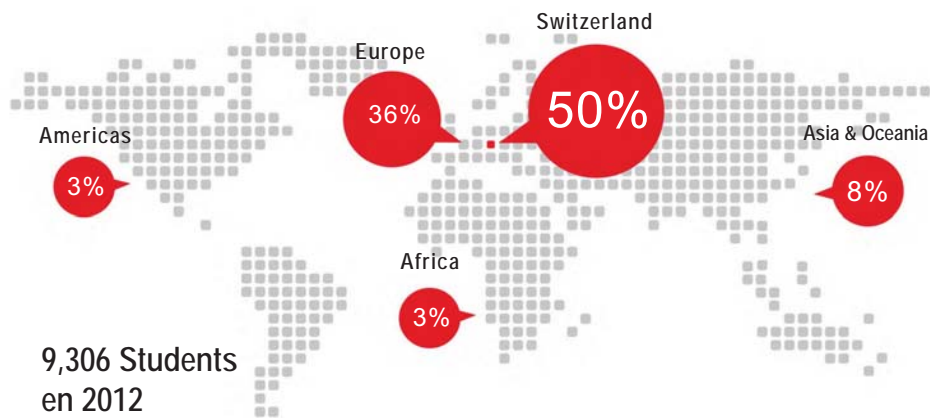 Switzerland
Europe
50%
36%
Americas
Asia & Oceania
3%
8%
Africa
3%
9,306 Students
en 2012